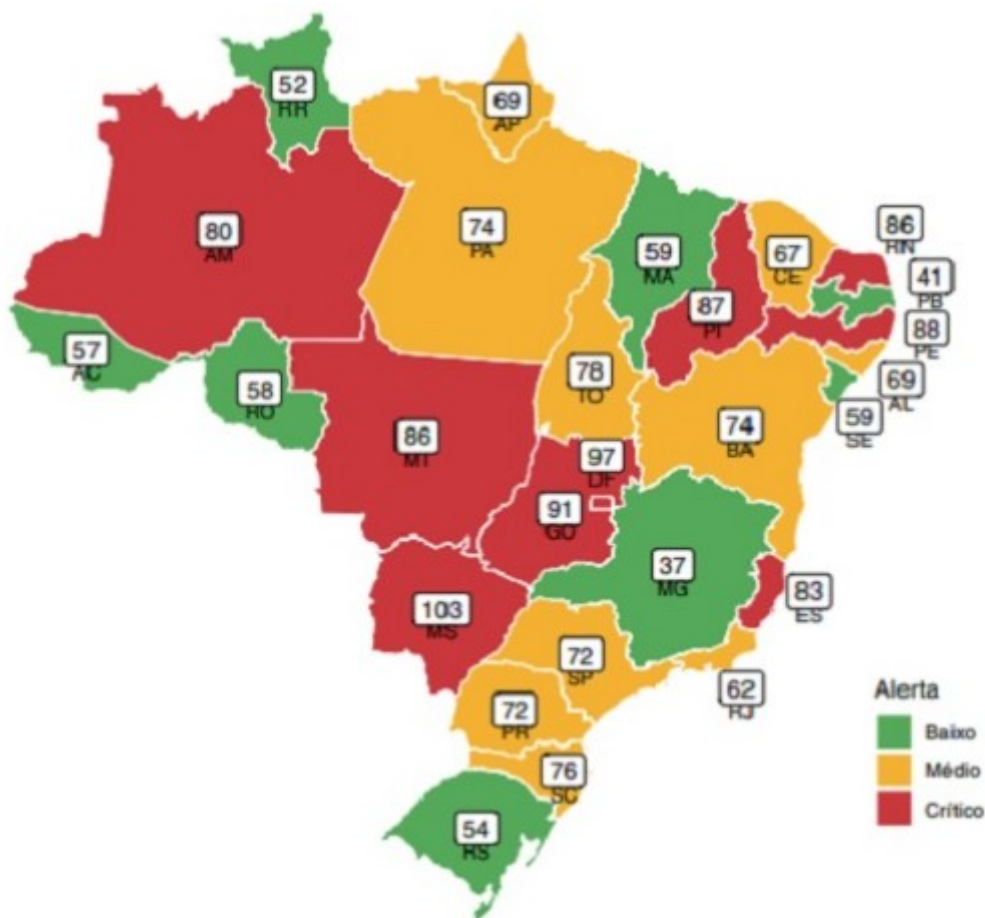 52
RR
69
AP
80
AM
74
PA
59
MA
67
CE
86
RN
41
PB
87
PI
88
PE
57
AC
58
RO
78
TO
69
AL
59
SE
86
MT
74
BA
97
DF
91
GO
37
MG
83
ES
103
MS
72
SP
62
RJ
72
PR
76
SC
54
RS
Alerta
Baixo
Médio
Crítico